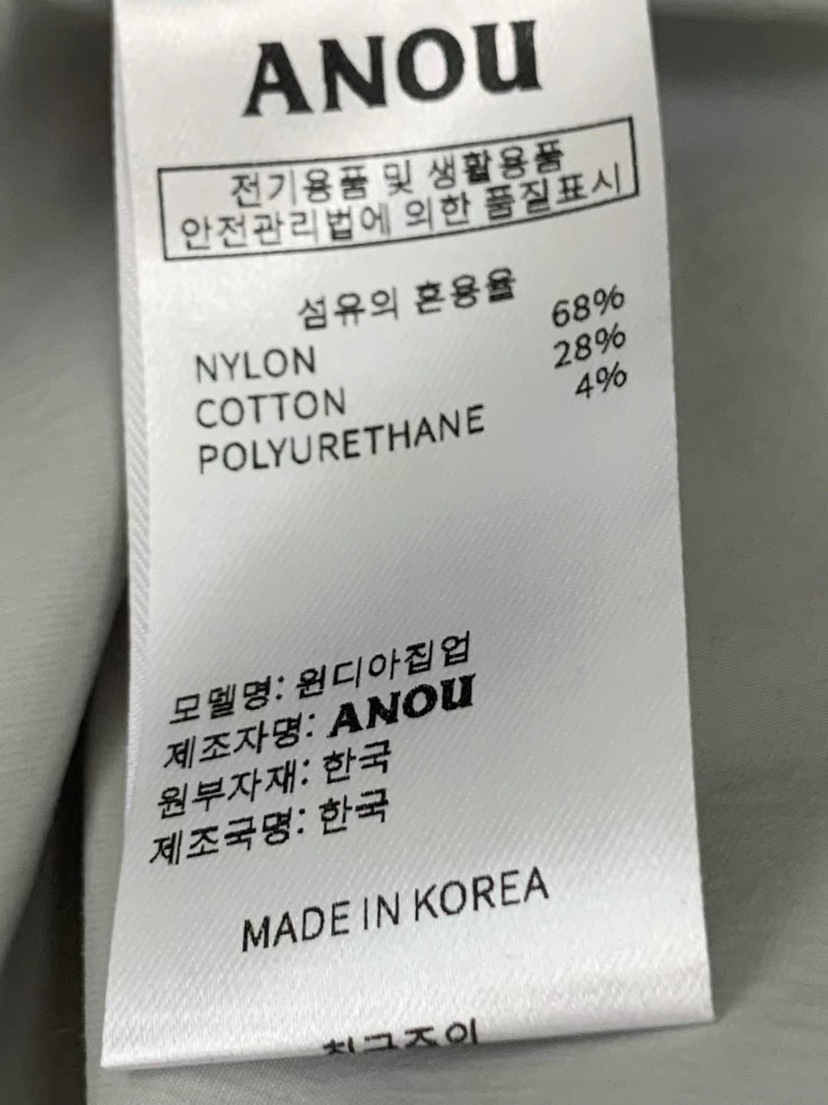 ANOU
전기용품 및 생활용품
안전관리법에 의한 품질표시
섬유의 혼용율
NYLON 68%
COTTON 28%
POLYURETHANE 4%
모델명: 윈디아집업
제조자명: ANOU
원부자재: 한국
제조국명: 한국
MADE IN KOREA